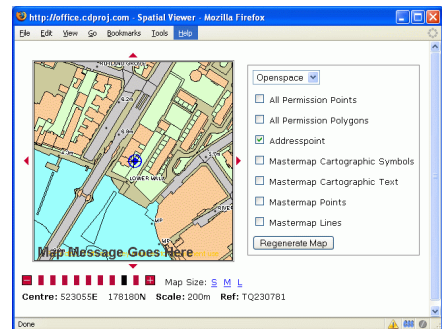 http://office.cdproj.com - Spatial Viewer - Mozilla Firefox
File Edit View Go Bookmarks Tools Help
Openspace
All Permission Points
All Permission Polygons
Addresspoint
Mastermap Cartographic Symbols
Mastermap Cartographic Text
Mastermap Points
Mastermap Lines
Regenerate Map
LOWER MALL
Map Message Goes Here
Map Size: S M L
Centre: 523055E 178180N Scale: 200m Ref: TQ230781
Done